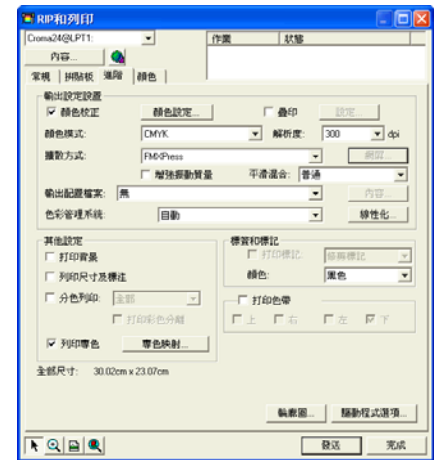 RIP和列印
Croma24@LPT1:
作業 狀態
內容...
常規 拼貼板 進階 顏色
輸出設定設置
顏色校正 顏色設定... 疊印 設定...
顏色模式: CMYK 解析度: 300 dpi
擴散方式: FMXPress 網屏...
增強振動質量 平滑混合: 普通
輸出配置檔案: 無 內容...
色彩管理系統: 自動 線性化...
其他設定
打印背景
列印尺寸及標注
分色列印: 全部
打印彩色分離
列印專色 專色映射...
標簽和標記
打印標記: 修剪標記
顏色: 黑色
打印色帶
上 右 左 下
全部尺寸: 30.02cm x 23.07cm
輪廓圖... 驅動程式選項...
發送 完成